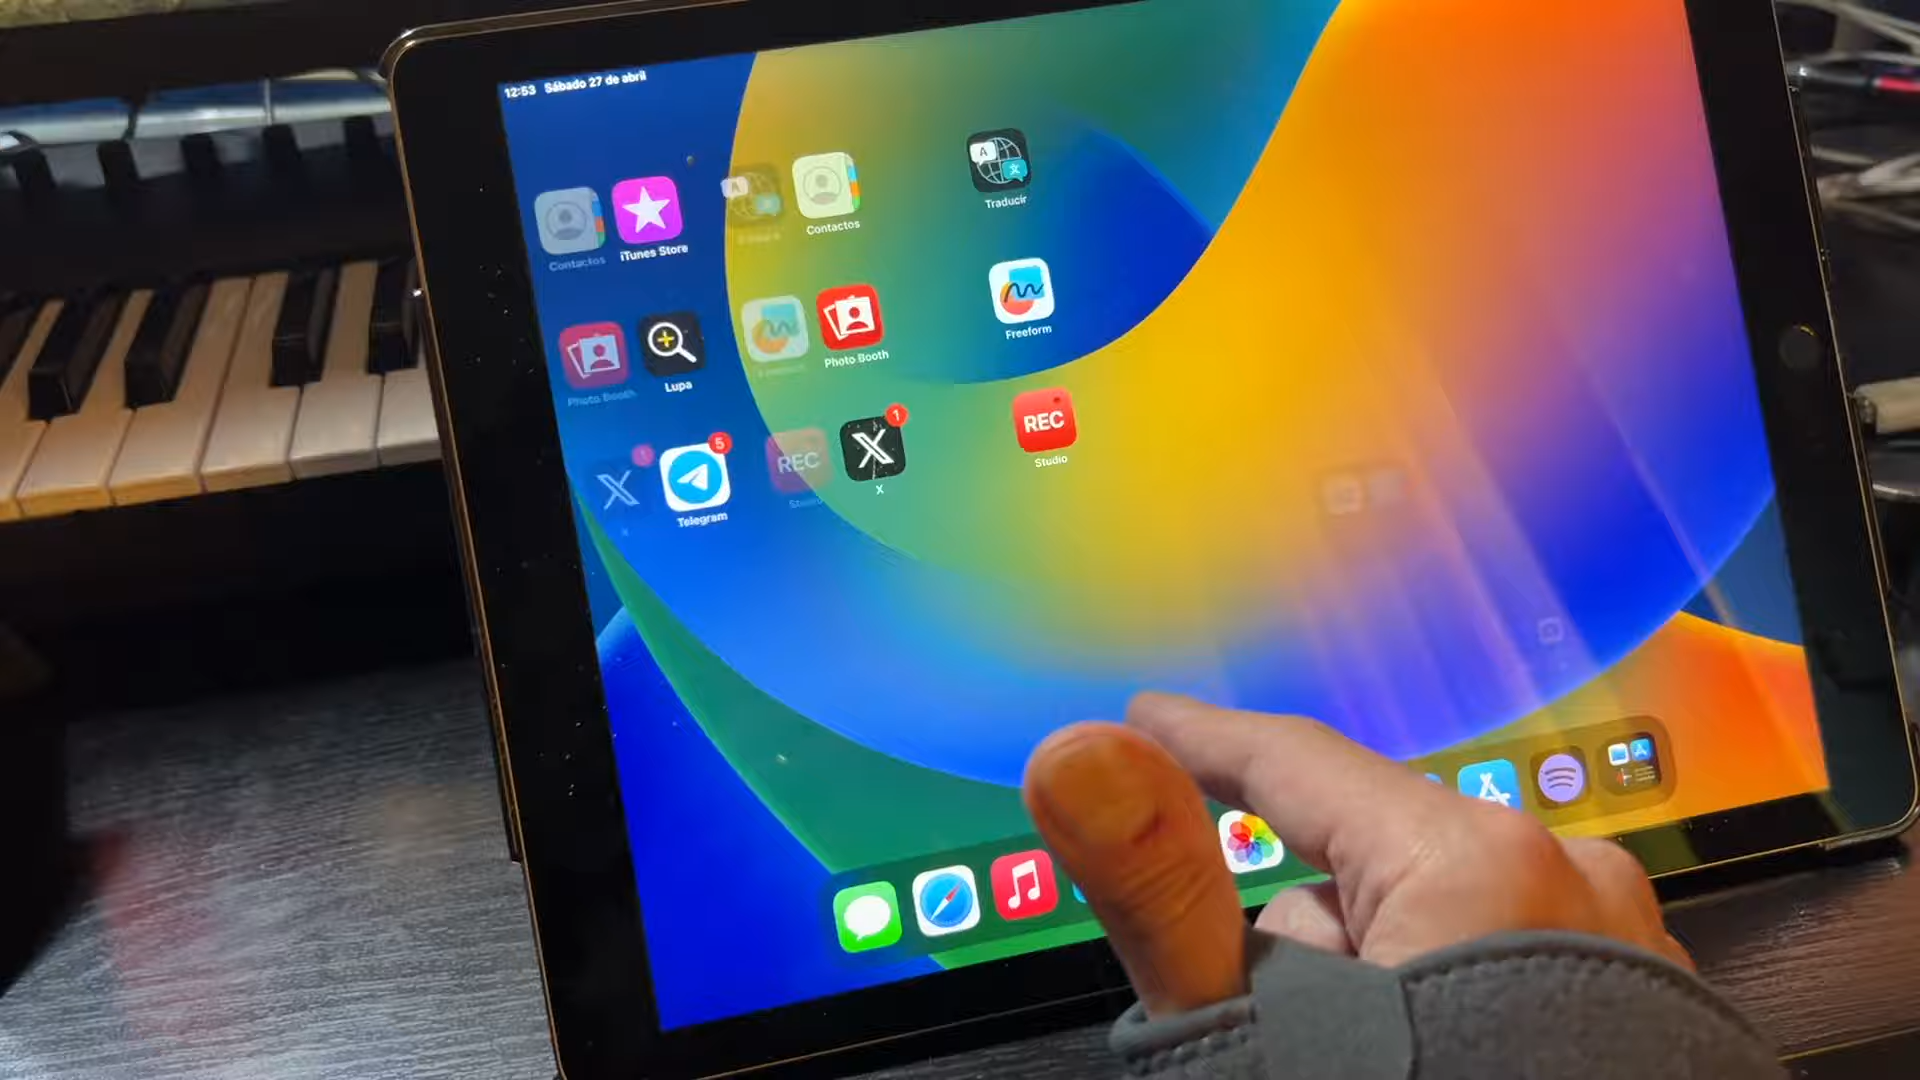 12:53 Sábado 27 de abril
Contactos
iTunes Store
Contactos
Traducir
Photo Booth
Lupa
Photo Booth
Freeform
X
1
Telegram
5
REC
X
1
REC
Studio